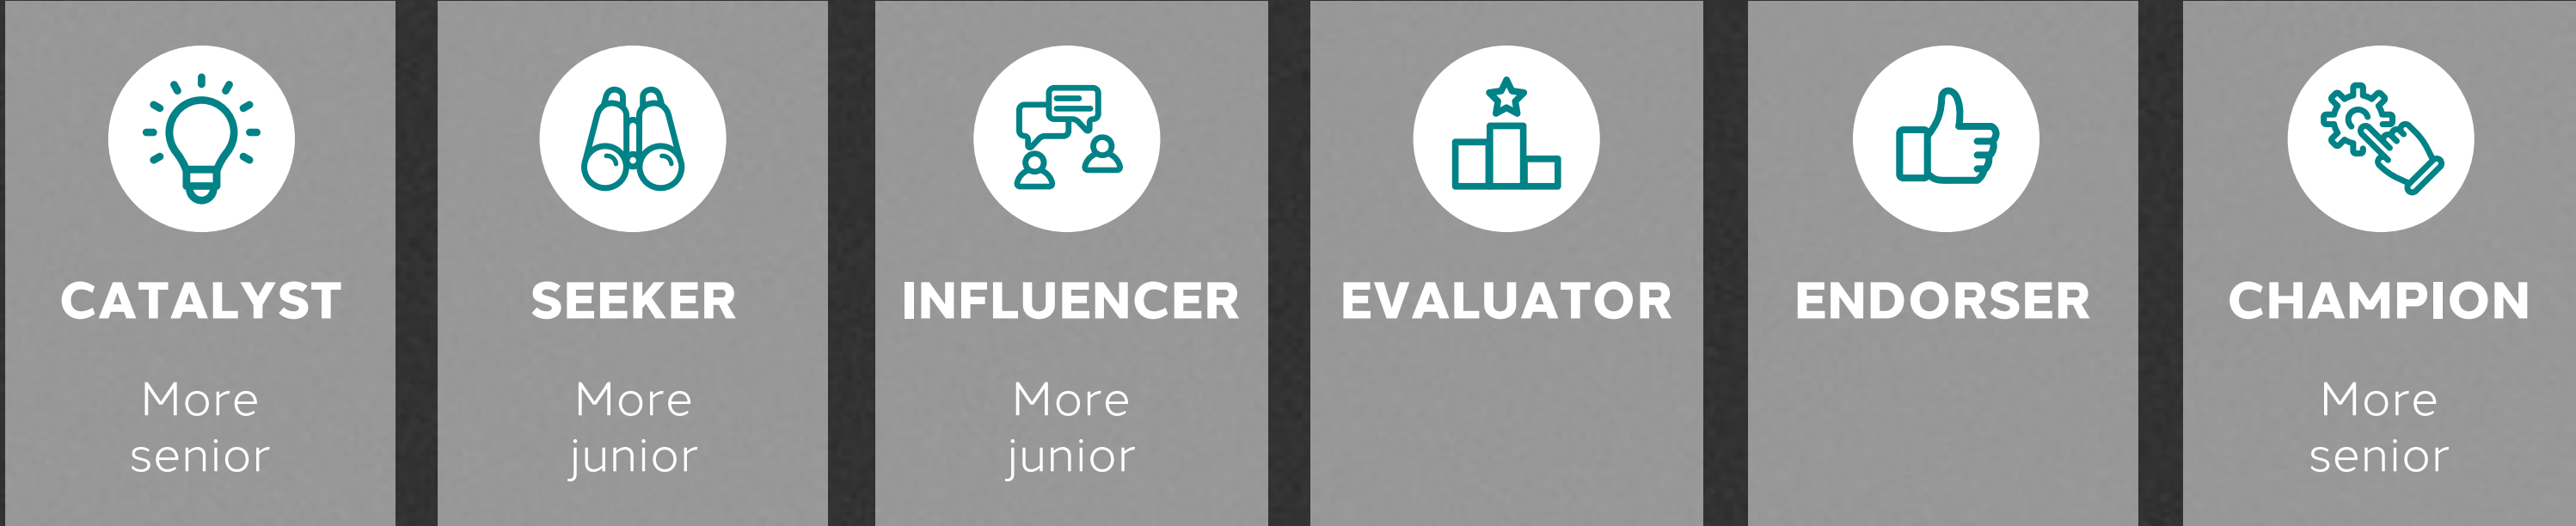 CATALYST
More
senior
SEEKER
More
junior
INFLUENCER
More
junior
EVALUATOR
ENDORSER
CHAMPION
More
senior